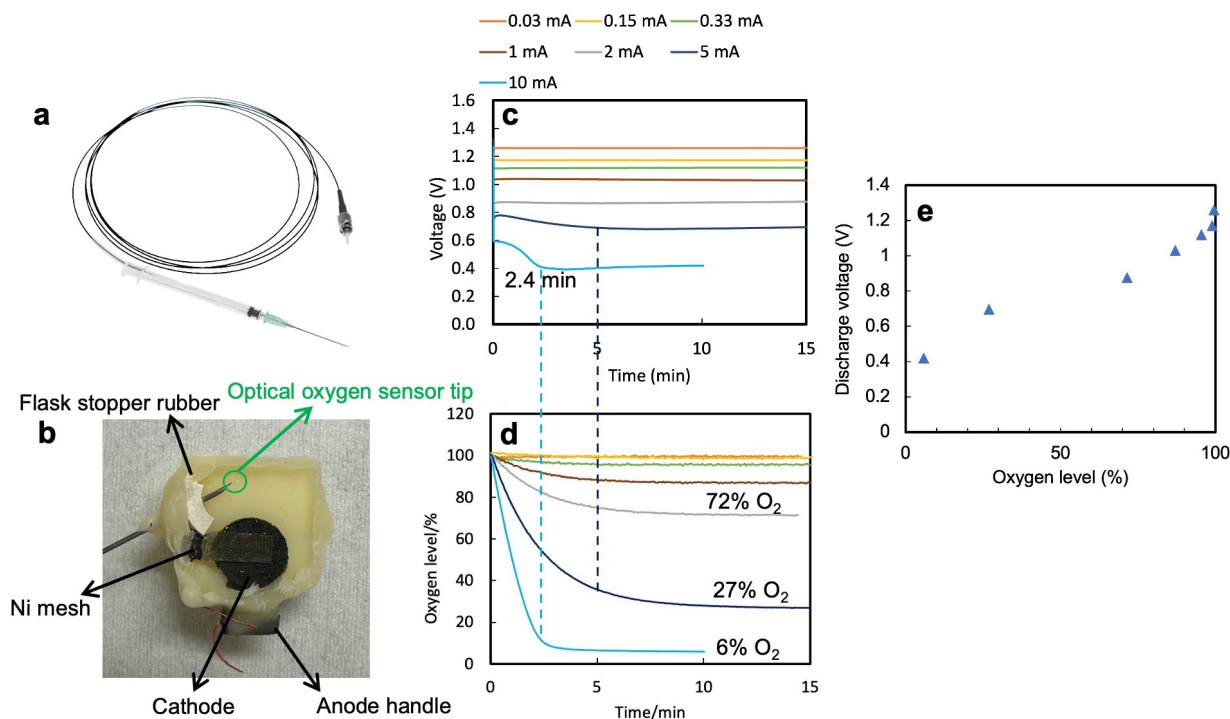 0.03 mA 0.15 mA 0.33 mA
1 mA 2 mA 5 mA
10 mA
a
c
1.6
1.4
1.2
1.0
0.8
0.6
0.4
0.2
0.0
Voltage (V)
2.4 min
0 5 10 15
Time (min)
b
Flask stopper rubber
Optical oxygen sensor tip
Ni mesh
Cathode
Anode handle
d
120
100
80
60
40
20
0
Oxygen level/%
72% O₂
27% O₂
6% O₂
0 5 10 15
Time/min
e
1.4
1.2
1
0.8
0.6
0.4
0.2
0
Discharge voltage (V)
0 50 100
Oxygen level (%)